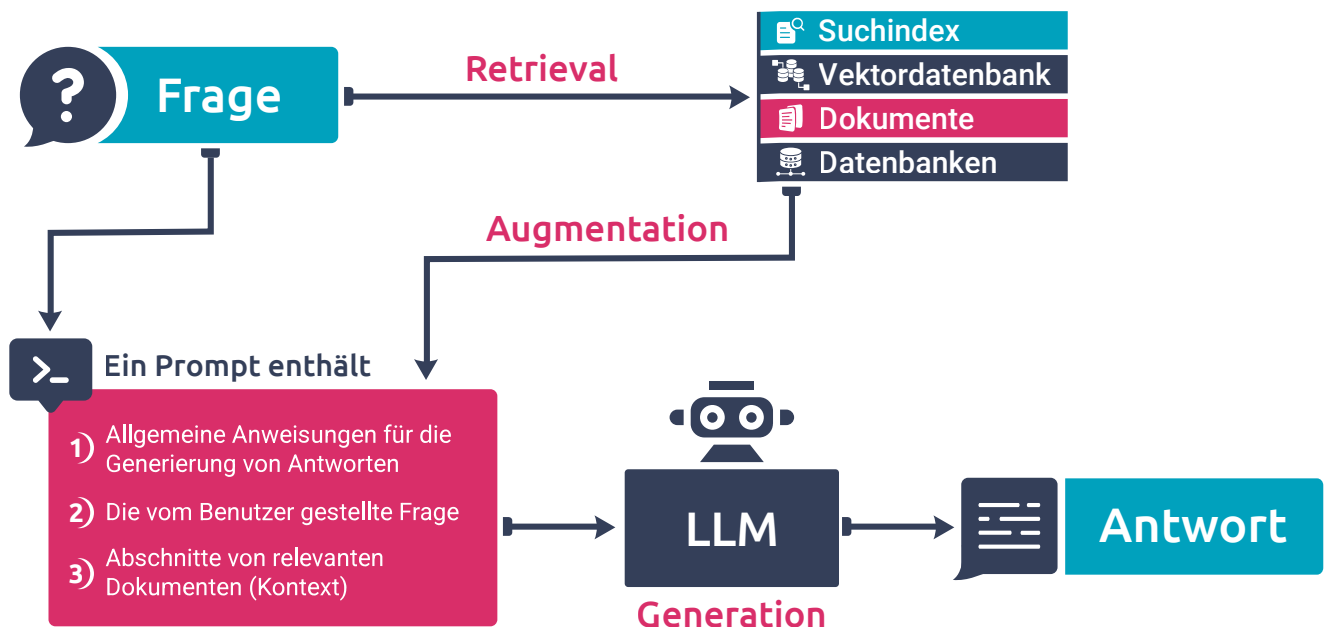 ?
Frage
Retrieval
Suchindex
Vektordatenbank
Dokumente
Datenbanken
Augmentation
>_
Ein Prompt enthält
1) Allgemeine Anweisungen für die
Generierung von Antworten
2) Die vom Benutzer gestellte Frage
3) Abschnitte von relevanten
Dokumenten (Kontext)
LLM
Generation
Antwort